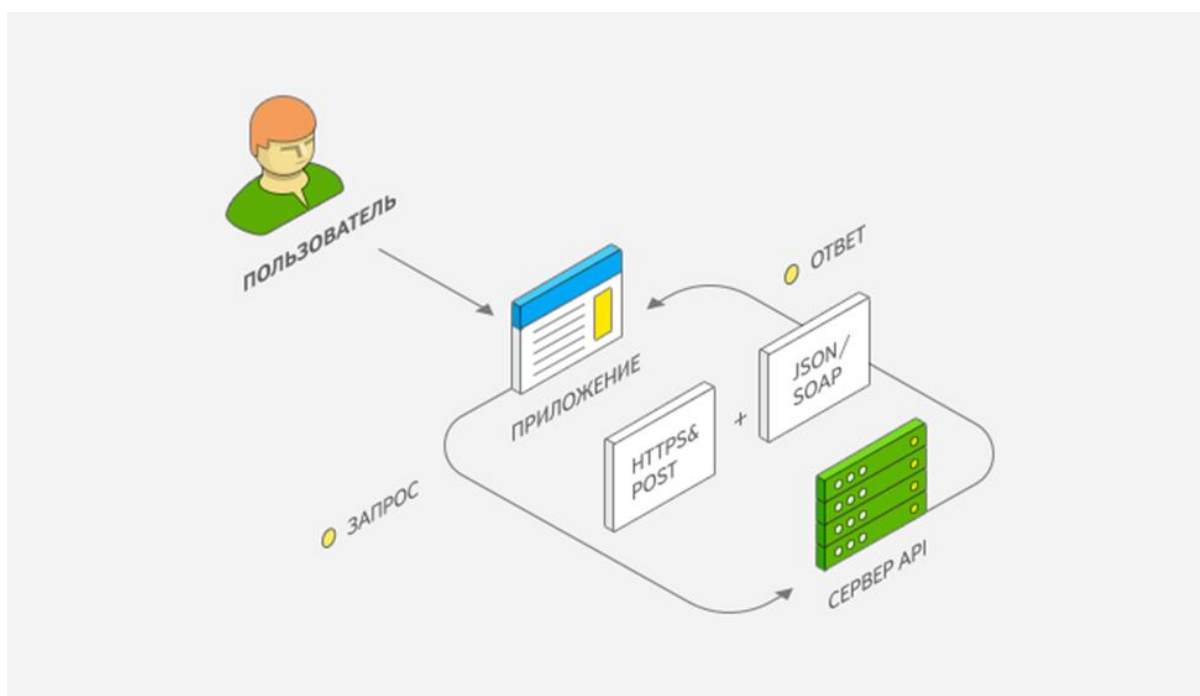 ПОЛЬЗОВАТЕЛЬ
ОТВЕТ
ПРИЛОЖЕНИЕ
JSON/
SOAP
+
HTTPS&
POST
ЗАПРОС
СЕРВЕР API